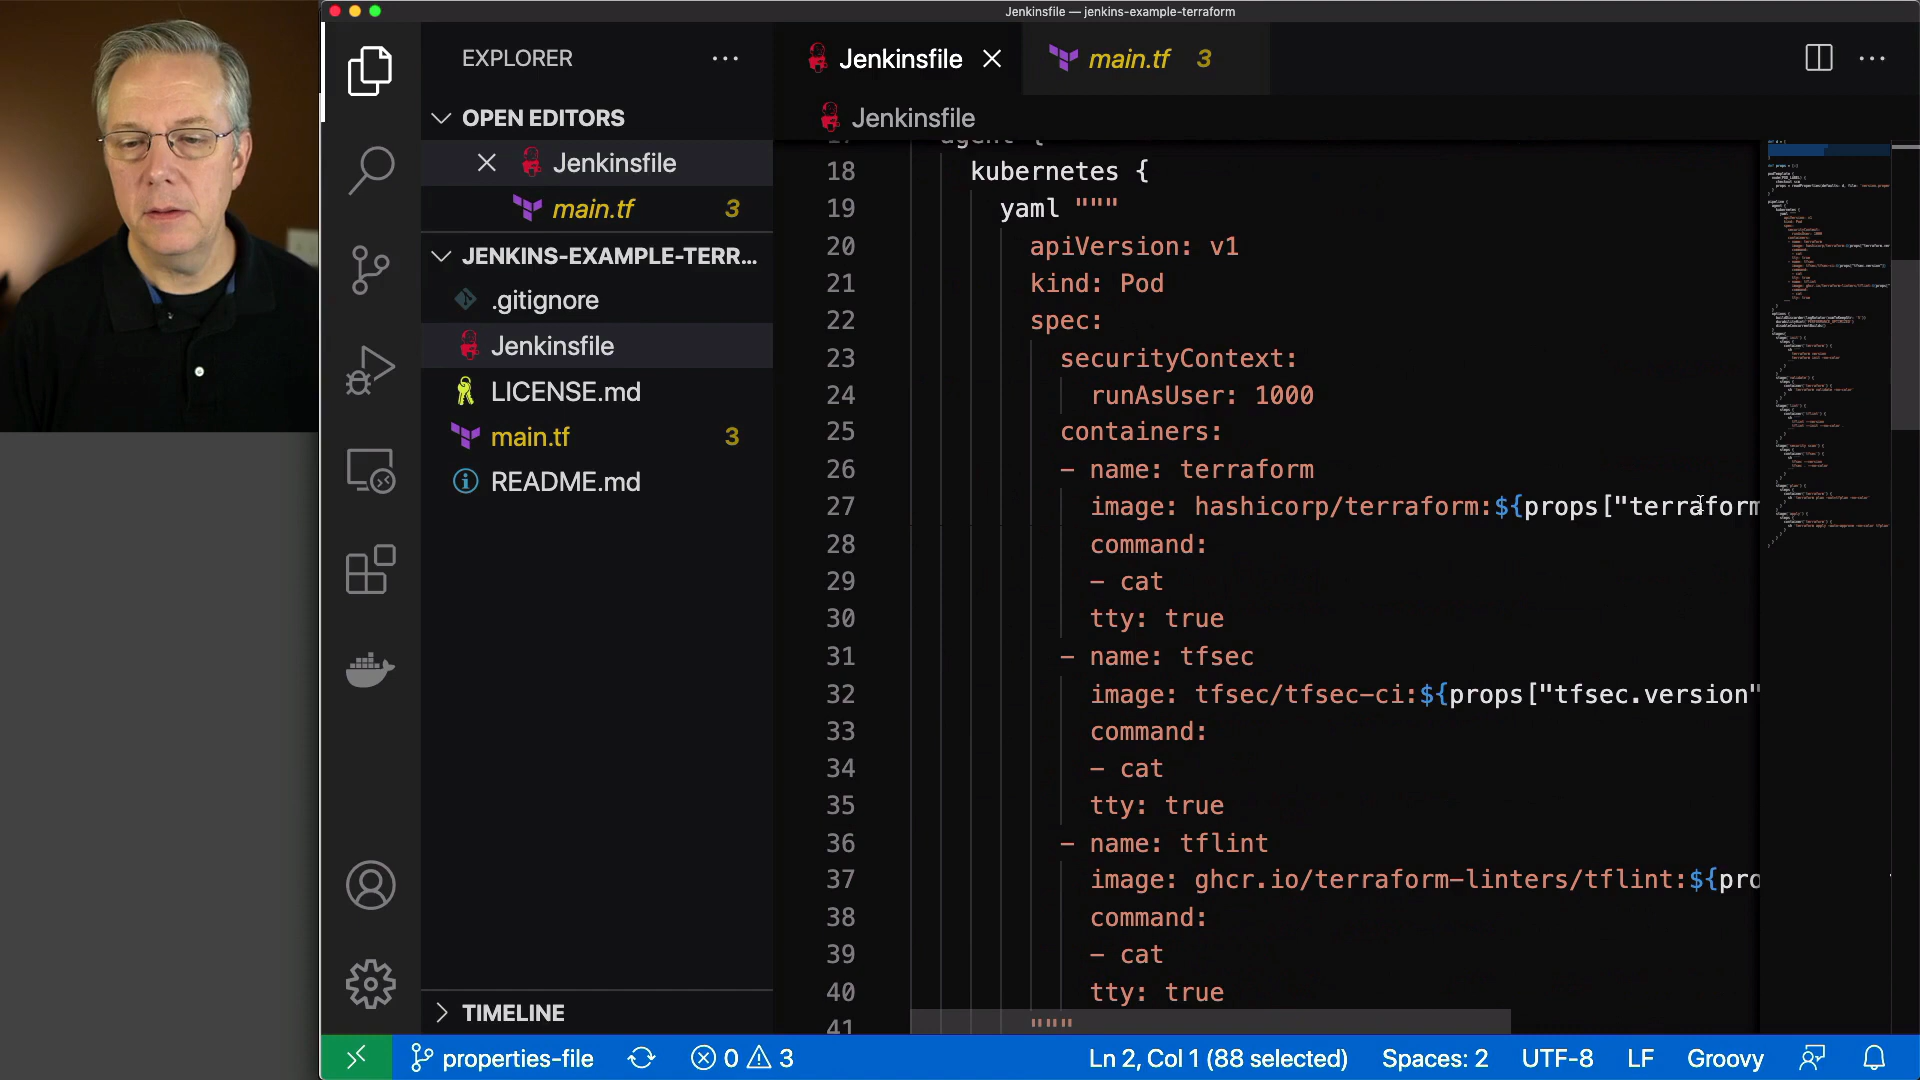 Jenkinsfile — jenkins-example-terraform
EXPLORER
Jenkinsfile
main.tf 3
OPEN EDITORS
Jenkinsfile
Jenkinsfile
main.tf 3
JENKINS-EXAMPLE-TERR...
.gitignore
Jenkinsfile
LICENSE.md
main.tf 3
README.md
TIMELINE
agent {
18 kubernetes {
19 yaml """
20 apiVersion: v1
21 kind: Pod
22 spec:
23 securityContext:
24 runAsUser: 1000
25 containers:
26 - name: terraform
27 image: hashicorp/terraform:${props["terraform
28 command:
29 - cat
30 tty: true
31 - name: tfsec
32 image: tfsec/tfsec-ci:${props["tfsec.version"
33 command:
34 - cat
35 tty: true
36 - name: tflint
37 image: ghcr.io/terraform-linters/tflint:${pro
38 command:
39 - cat
40 tty: true
41 """
properties-file
0
3
Ln 2, Col 1 (88 selected)
Spaces: 2
UTF-8
LF
Groovy